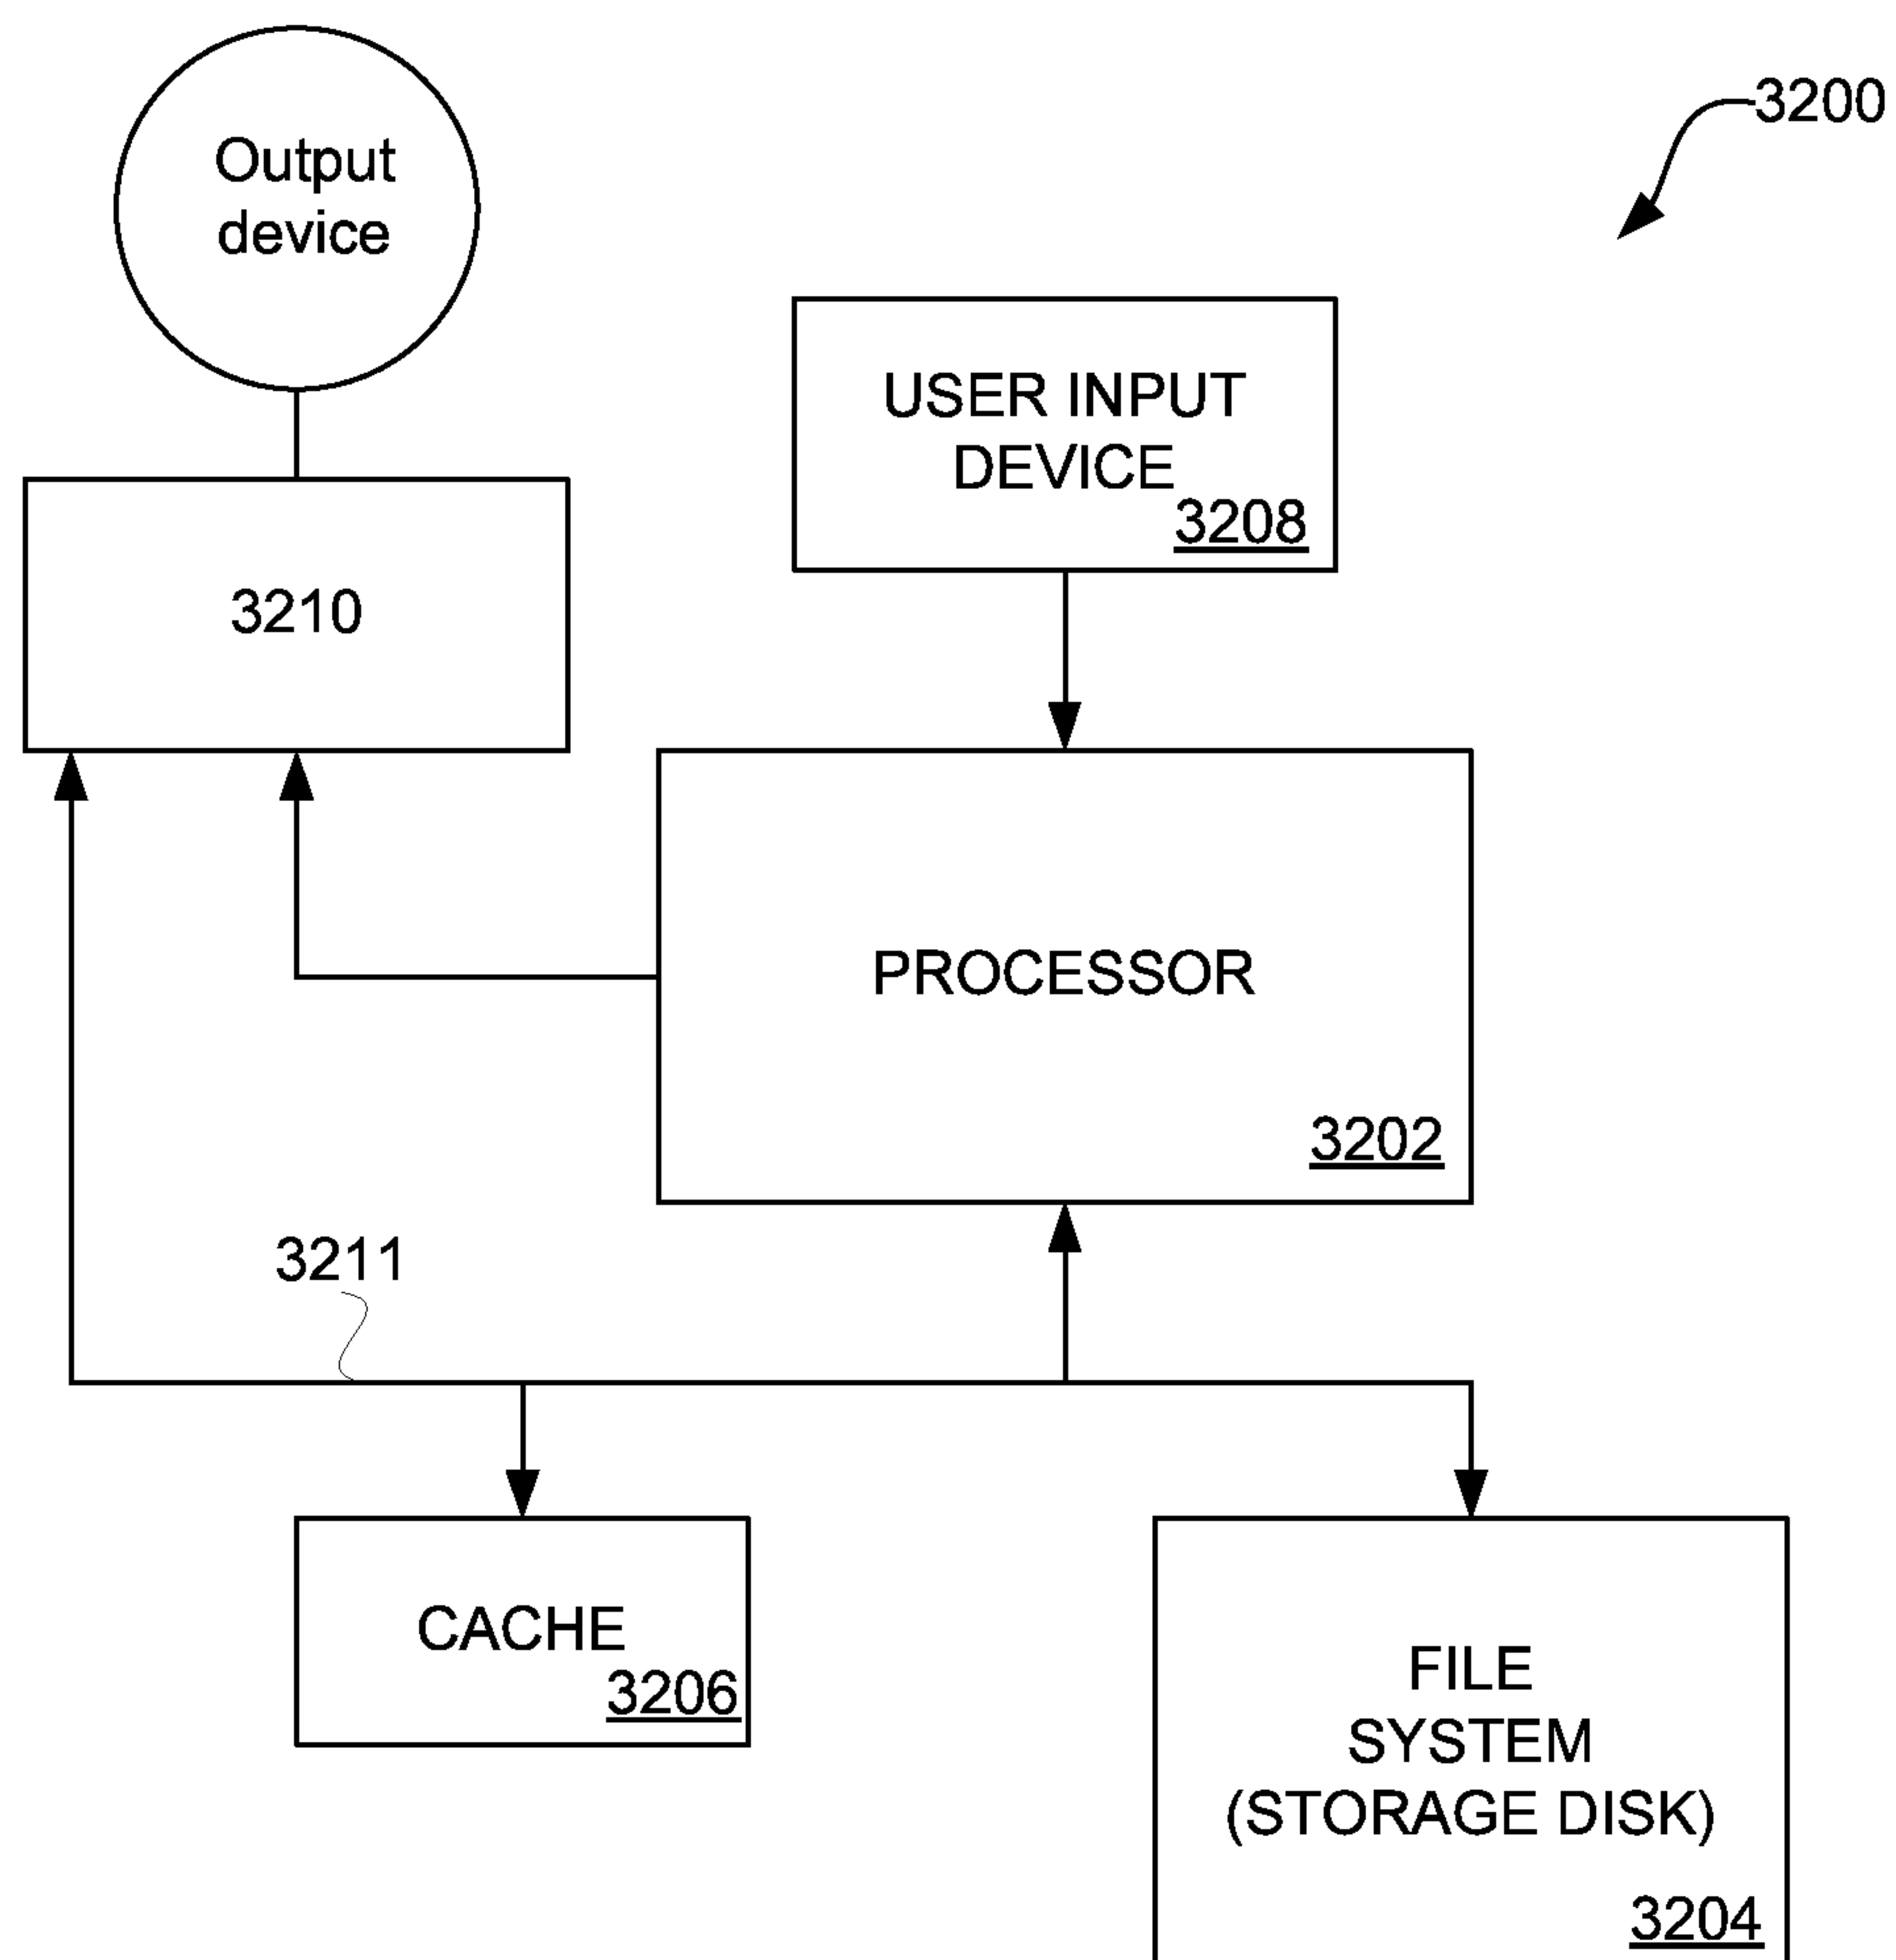 Output
device
3200
USER INPUT
DEVICE
3208
3210
PROCESSOR
3202
3211
CACHE
3206
FILE
SYSTEM
(STORAGE DISK)
3204